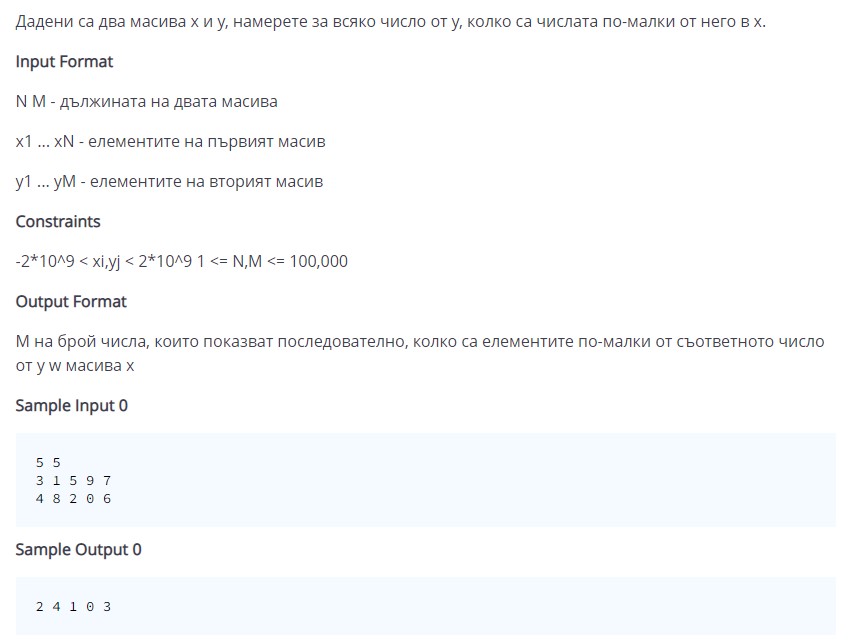 Дадени са два масива x и y, намерете за всяко число от y, колко са числата по-малки от него в x.
Input Format
N M - дължината на двата масива
x1 ... xN - елементите на първият масив
y1 ... yM - елементите на вторият масив
Constraints
-2*10^9 < xi,yj < 2*10^9 1 <= N,M <= 100,000
Output Format
M на брой числа, които показват последователно, колко са елементите по-малки от съответното число
от y w масива x
Sample Input 0
5 5
3 1 5 9 7
4 8 2 0 6
Sample Output 0
2 4 1 0 3